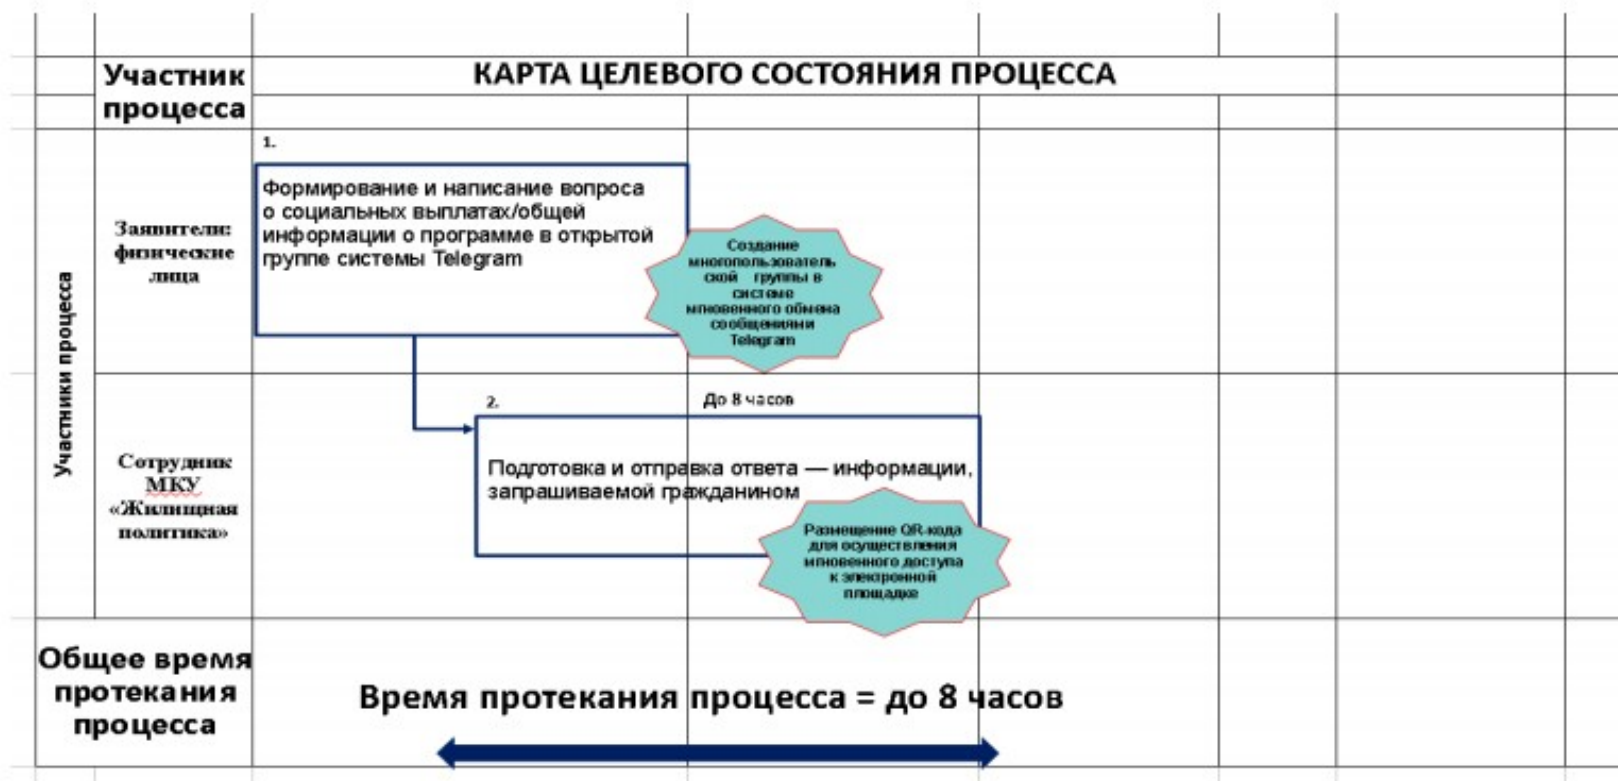 Участник
процесса
КАРТА ЦЕЛЕВОГО СОСТОЯНИЯ ПРОЦЕССА
Участники процесса
Заявители:
физические
лица
1.
Формирование и написание вопроса
о социальных выплатах/общей
информации о программе в открытой
группе системы Telegram
Создание
многопользователь
ской группы в
системе
мгновенного обмена
сообщениями
Telegram
Сотрудник
МКУ
«Жилищная
политика»
2.
До 8 часов
Подготовка и отправка ответа — информации,
запрашиваемой гражданином
Размещение QR-кода
для осуществления
мгновенного доступа
к электронной
площадке
Общее время
протекания
процесса
Время протекания процесса = до 8 часов